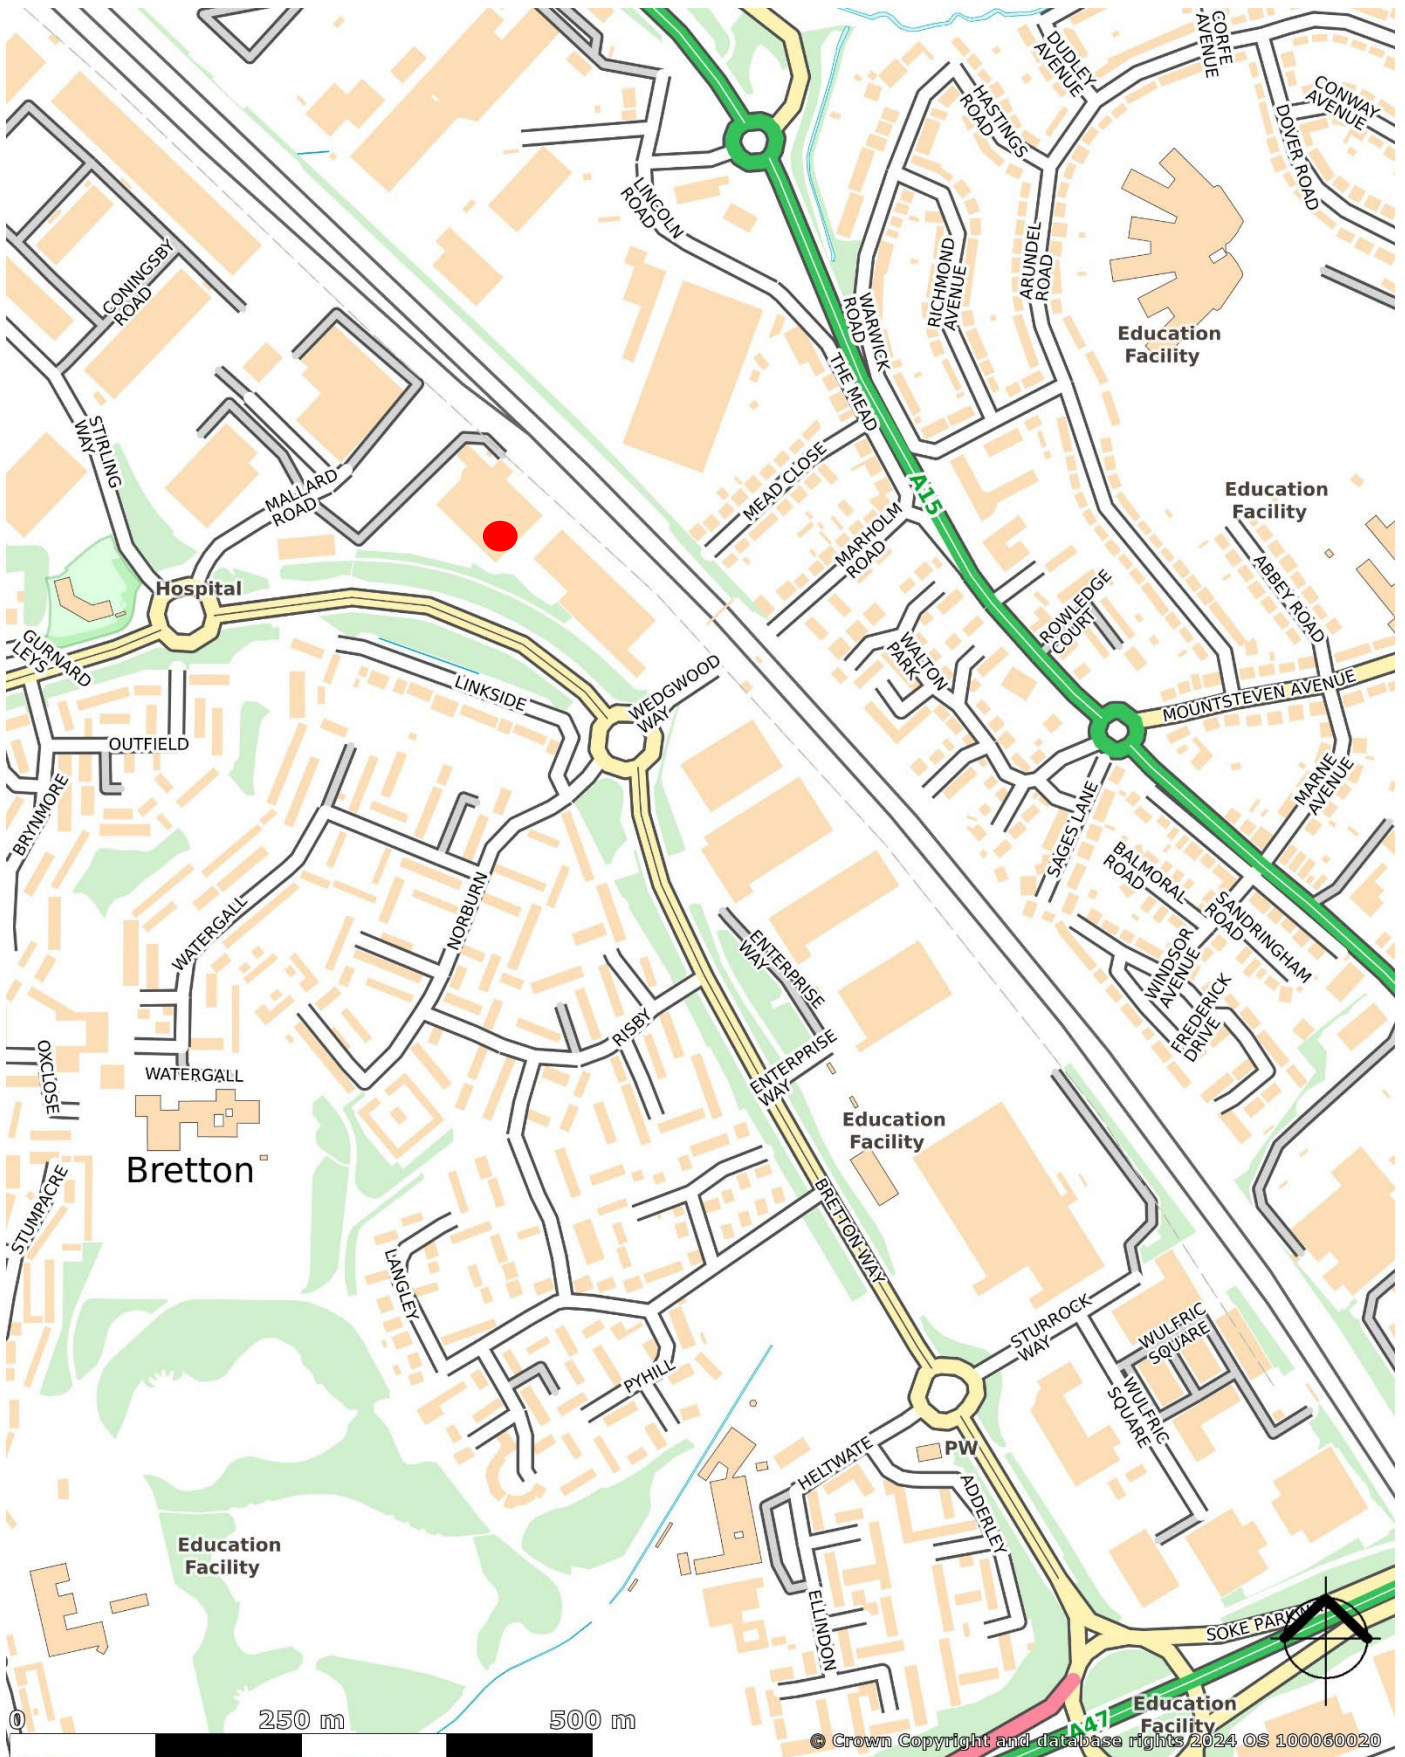 CORFE
AVENUE
DUDLEY
AVENUE
HASTINGS
ROAD
CONWAY
AVENUE
DOVER ROAD
LINCOLN
ROAD
CONINGSBY
ROAD
RICHMOND
AVENUE
ARUNDEL
ROAD
WARWICK
ROAD
Education
Facility
THE MEAD
STIRLING
WAY
MALLARD
ROAD
MEAD CLOSE
A15
MARHOLM
ROAD
Education
Facility
ABBEY ROAD
Hospital
ROWLEDGE
COURT
GURNARD
LEYS
WALTON
PARK
LINKSIDE
WEDGWOOD
WAY
MOUNTSTEVEN AVENUE
OUTFIELD
BRYNMORE
MARNE
AVENUE
SAGES LANE
BALMORAL
ROAD
SANDRINGHAM
ROAD
NORBURN
WATERGALL
ENTERPRISE
WAY
WINDSOR
AVENUE
FREDERICK
DRIVE
RISBY
OXCLOSE
WATERGALL
ENTERPRISE
WAY
Education
Facility
Bretton
STUMPACRE
BRETTON WAY
LANGLEY
STURROCK
WAY
WULFRIC
SQUARE
WULFRIC
SQUARE
PYHILL
HELTWATE
PW
ADDERLEY
Education
Facility
ELLINDON
SOKE PARKWAY
Education
Facility
A47
0 250 m 500 m
© Crown Copyright and database rights 2024 OS 100060020